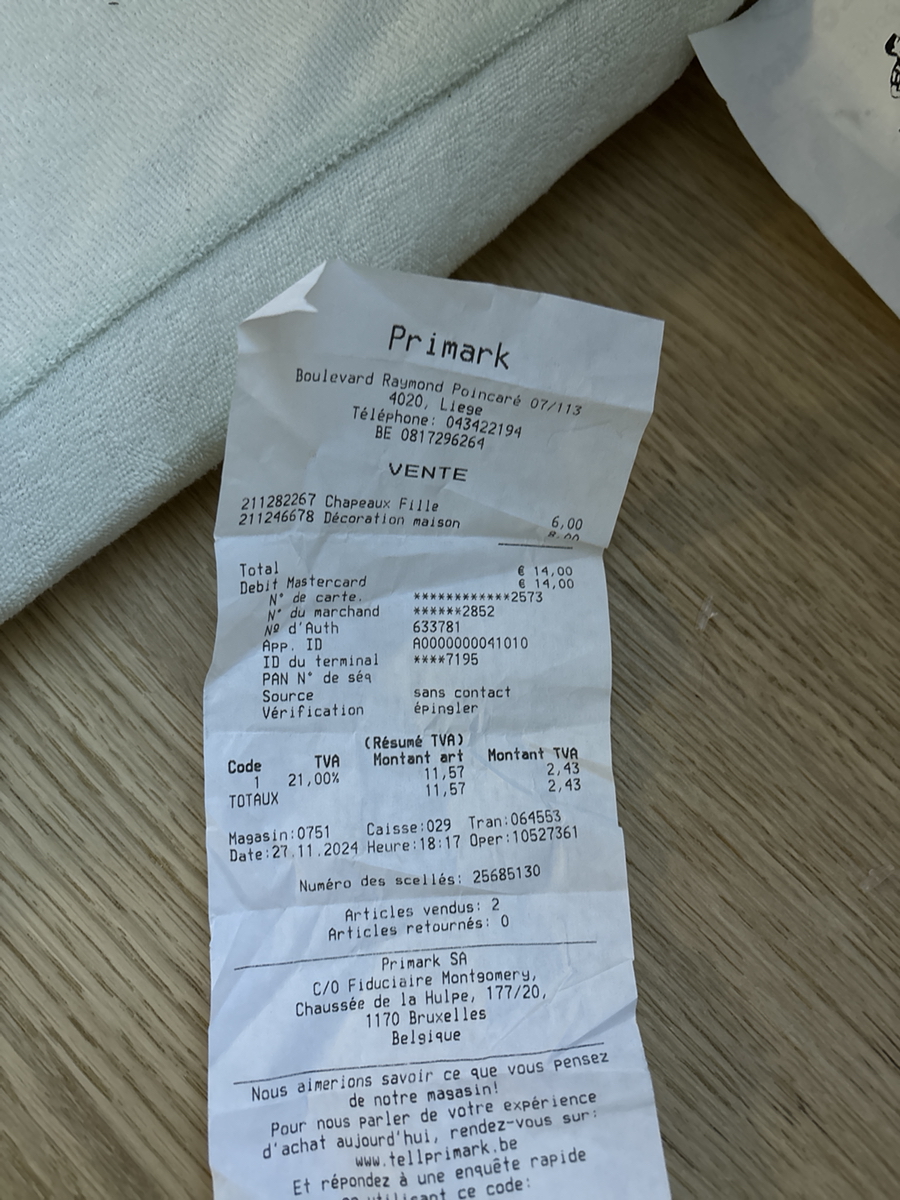 Primark
Boulevard Raymond Poincaré 07/113
4020, Liege
Téléphone: 043422194
BE 0817296264
VENTE
211282267 Chapeaux Fille 6,00
211246678 Décoration maison 8,00
Total € 14,00
Debit Mastercard € 14,00
N° de carte. ************2573
N° du marchand ******2852
Nº d'Auth 633781
App. ID A0000000041010
ID du terminal ****7195
PAN N° de séq
Source sans contact
Vérification épingler
(Résumé TVA)
Code TVA Montant art Montant TVA
1 21,00% 11,57 2,43
TOTAUX 11,57 2,43
Magasin:0751 Caisse:029 Tran:064553
Date:27.11.2024 Heure:18:17 Oper:10527361
Numéro des scellés: 25685130
Articles vendus: 2
Articles retournés: 0
Primark SA
C/O Fiduciaire Montgomery,
Chaussée de la Hulpe, 177/20,
1170 Bruxelles
Belgique
Nous aimerions savoir ce que vous pensez
de notre magasin!
Pour nous parler de votre expérience
d'achat aujourd'hui, rendez-vous sur:
www.tellprimark.be
Et répondez à une enquête rapide
en utilisant ce code: